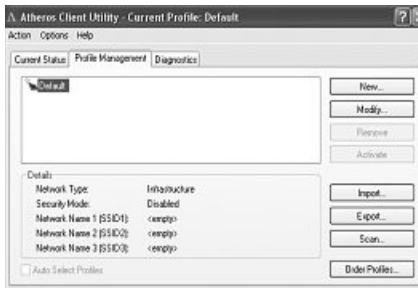 Atheros Client Utility - Current Profile: Default
Action Options Help
Current Status Profile Management Diagnostics
Default
New...
Modify...
Remove
Activate
Details
Network Type: Infrastructure
Security Mode: Disabled
Network Name 1 (SSID1): <empty>
Network Name 2 (SSID2): <empty>
Network Name 3 (SSID3): <empty>
Import...
Export...
Scan...
Auto Select Profiles
Order Profiles...